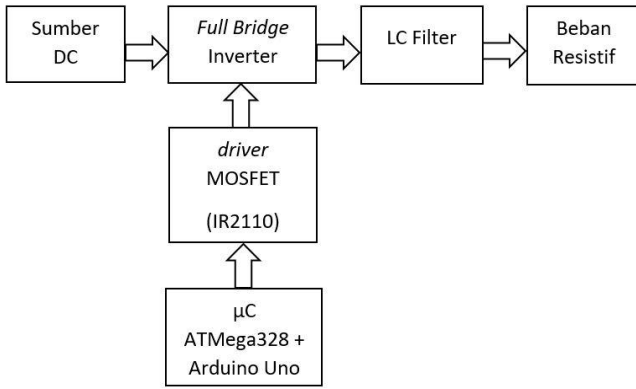 Sumber
DC
Full Bridge
Inverter
LC Filter
Beban
Resistif
driver
MOSFET
(IR2110)
µC
ATMega328 +
Arduino Uno